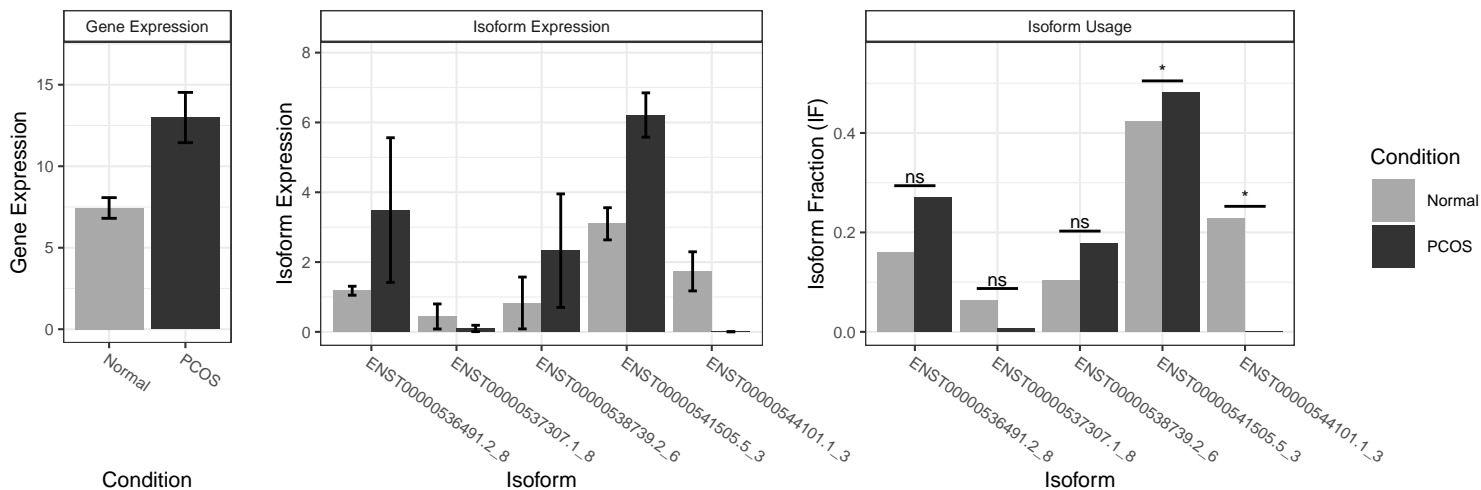 Gene Expression
Isoform Expression
Isoform Usage
Gene Expression
15
10
5
0
Normal
PCOS
Condition
Isoform Expression
8
6
4
2
0
ENST00000536491.2_8
ENST00000537307.1_8
ENST00000538739.2_6
ENST00000541505.5_3
ENST00000544101.1_3
Isoform
Isoform Fraction (IF)
0.4
0.2
0.0
ns
ns
ns
*
*
ENST00000536491.2_8
ENST00000537307.1_8
ENST00000538739.2_6
ENST00000541505.5_3
ENST00000544101.1_3
Isoform
Condition
Normal
PCOS